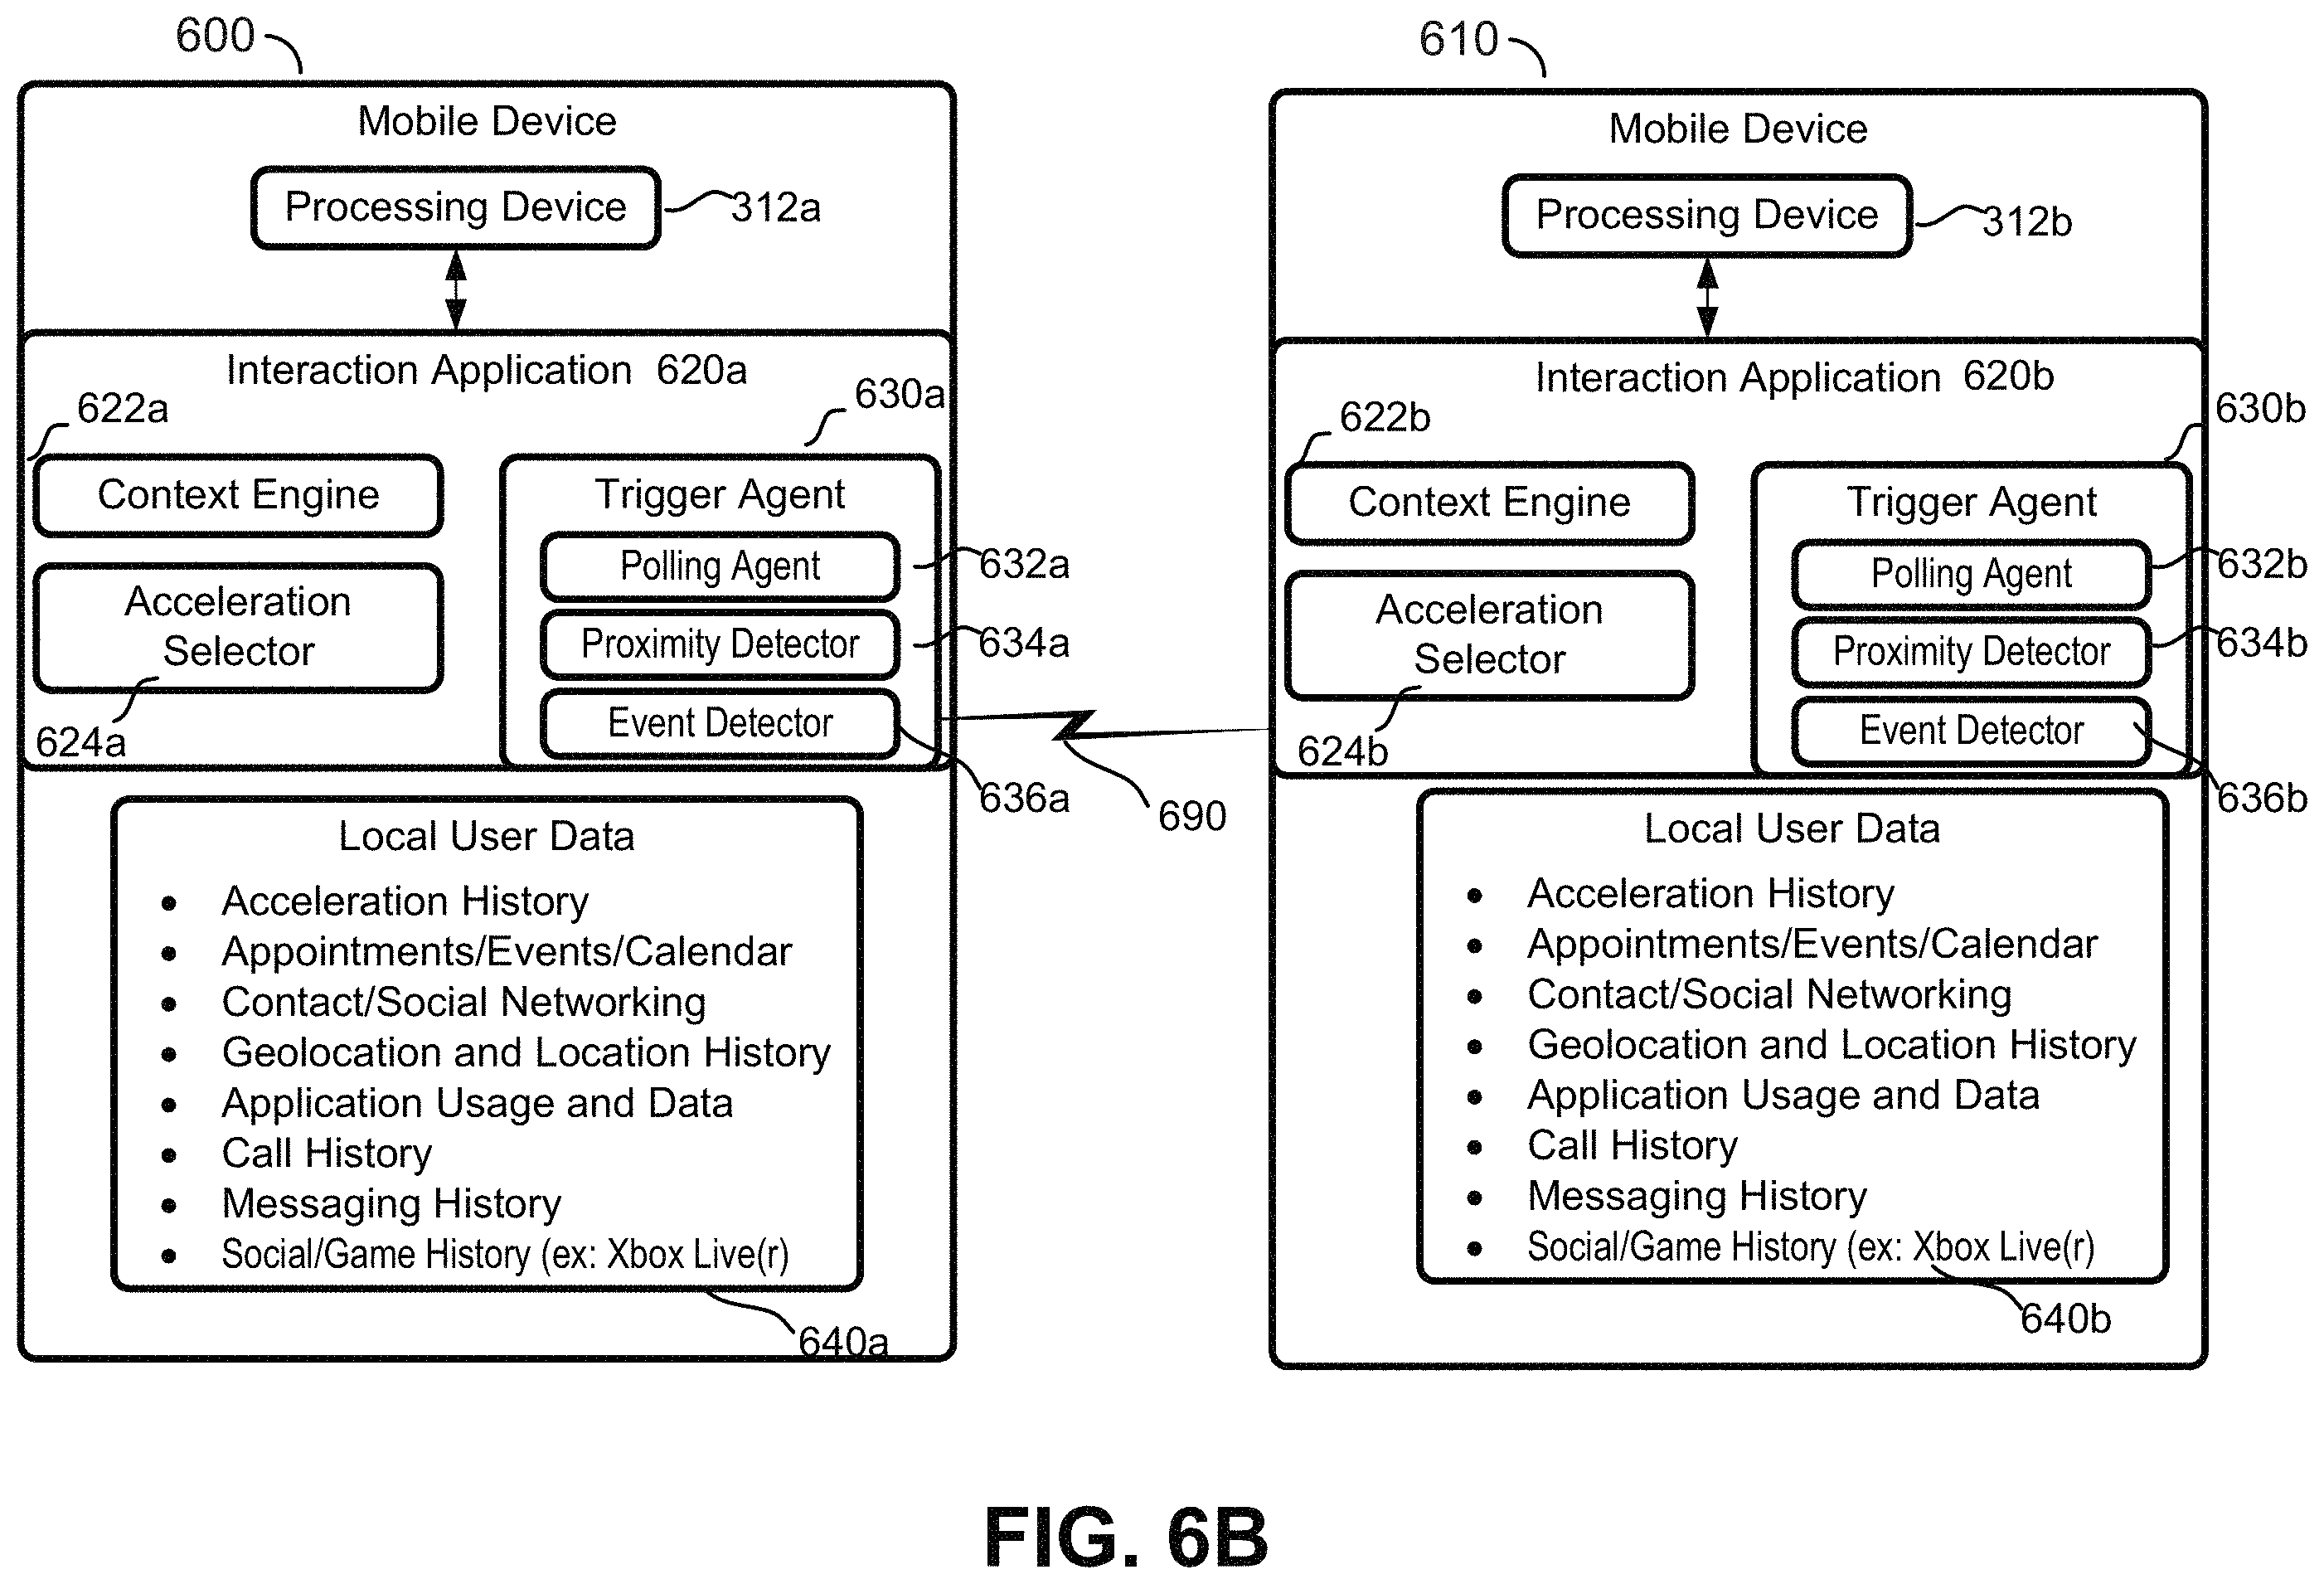 600
Mobile Device
Processing Device
312a
Interaction Application 620a
622a
630a
Context Engine
Trigger Agent
Polling Agent
632a
Acceleration
Selector
Proximity Detector
634a
Event Detector
624a
636a
690
Local User Data
• Acceleration History
• Appointments/Events/Calendar
• Contact/Social Networking
• Geolocation and Location History
• Application Usage and Data
• Call History
• Messaging History
• Social/Game History (ex: Xbox Live(r)
640a
610
Mobile Device
Processing Device
312b
Interaction Application 620b
622b
630b
Context Engine
Trigger Agent
Polling Agent
632b
Acceleration
Selector
Proximity Detector
634b
Event Detector
624b
636b
Local User Data
• Acceleration History
• Appointments/Events/Calendar
• Contact/Social Networking
• Geolocation and Location History
• Application Usage and Data
• Call History
• Messaging History
• Social/Game History (ex: Xbox Live(r)
640b
FIG. 6B